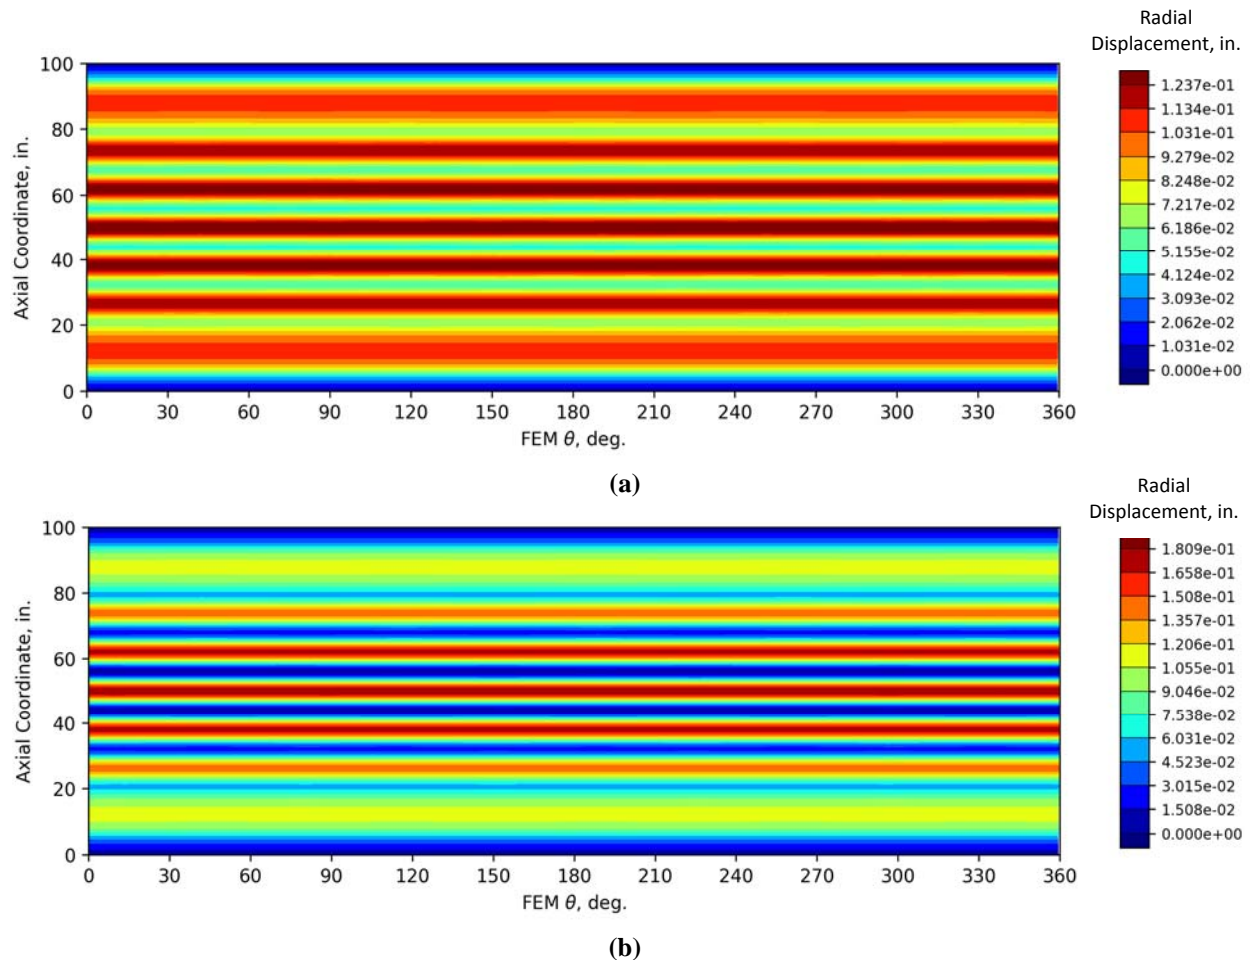 Radial
Displacement, in.
100
80
60
40
20
0
Axial Coordinate, in.
0 30 60 90 120 150 180 210 240 270 300 330 360
FEM θ, deg.
1.237e-01
1.134e-01
1.031e-01
9.279e-02
8.248e-02
7.217e-02
6.186e-02
5.155e-02
4.124e-02
3.093e-02
2.062e-02
1.031e-02
0.000e+00
(a)
Radial
Displacement, in.
100
80
60
40
20
0
Axial Coordinate, in.
0 30 60 90 120 150 180 210 240 270 300 330 360
FEM θ, deg.
1.809e-01
1.658e-01
1.508e-01
1.357e-01
1.206e-01
1.055e-01
9.046e-02
7.538e-02
6.031e-02
4.523e-02
3.015e-02
1.508e-02
0.000e+00
(b)